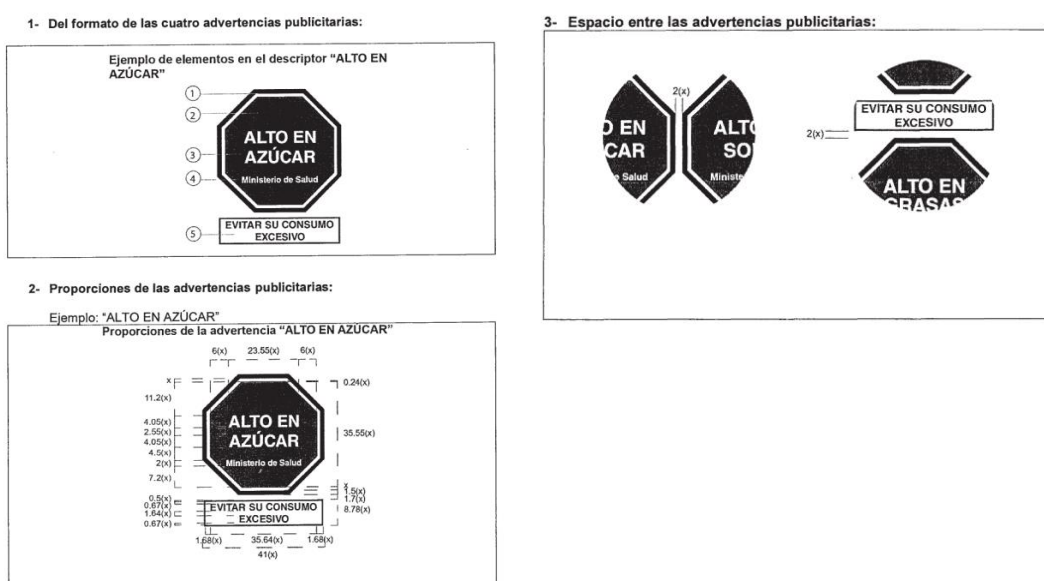 1- Del formato de las cuatro advertencias publicitarias:
Ejemplo de elementos en el descriptor “ALTO EN
AZÚCAR”
1
2
3
4
5
ALTO EN
AZÚCAR
Ministerio de Salud
EVITAR SU CONSUMO
EXCESIVO
2- Proporciones de las advertencias publicitarias:
Ejemplo: “ALTO EN AZÚCAR”
Proporciones de la advertencia “ALTO EN AZÚCAR”
6(x) 23.55(x) 6(x)
x
11.2(x)
4.05(x)
2.55(x)
4.05(x)
4.5(x)
2(x)
7.2(x)
0.5(x)
0.67(x)
1.64(x)
0.67(x)
ALTO EN
AZÚCAR
Ministerio de Salud
EVITAR SU CONSUMO
EXCESIVO
0.24(x)
35.55(x)
x
1.5(x)
1.7(x)
8.78(x)
1.68(x) 35.64(x) 1.68(x)
41(x)
3- Espacio entre las advertencias publicitarias:
2(x)
O EN
CAR
o Salud
ALTO
SO
Ministe
EVITAR SU CONSUMO
EXCESIVO
2(x)
ALTO EN
GRASAS